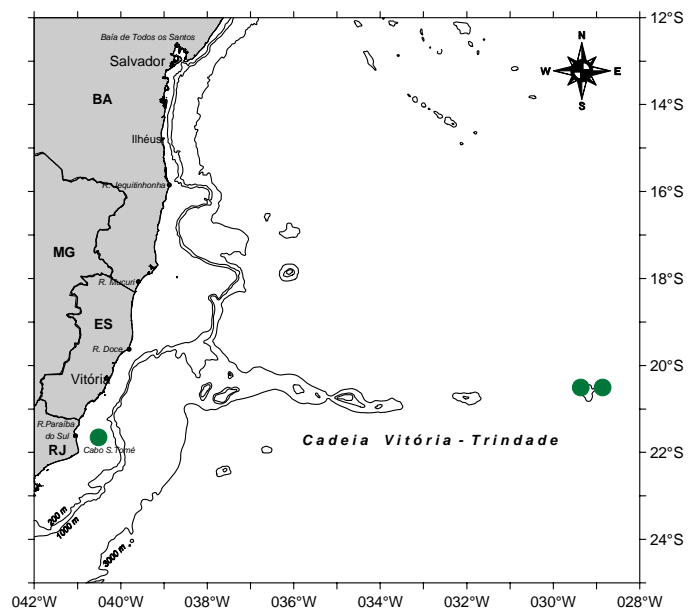 12°S
Baía de Todos os Santos
Salvador
N
W E
S
BA
14°S
Ilhéus
R. Jequitinhonha
16°S
MG
R. Mucuri
18°S
ES
R. Doce
20°S
Vitória
R.Paraíba
do Sul
RJ
Cabo S.Tomé
Cadeia Vitória - Trindade
22°S
200 m
1000 m
3000 m
24°S
042°W 040°W 038°W 036°W 034°W 032°W 030°W 028°W